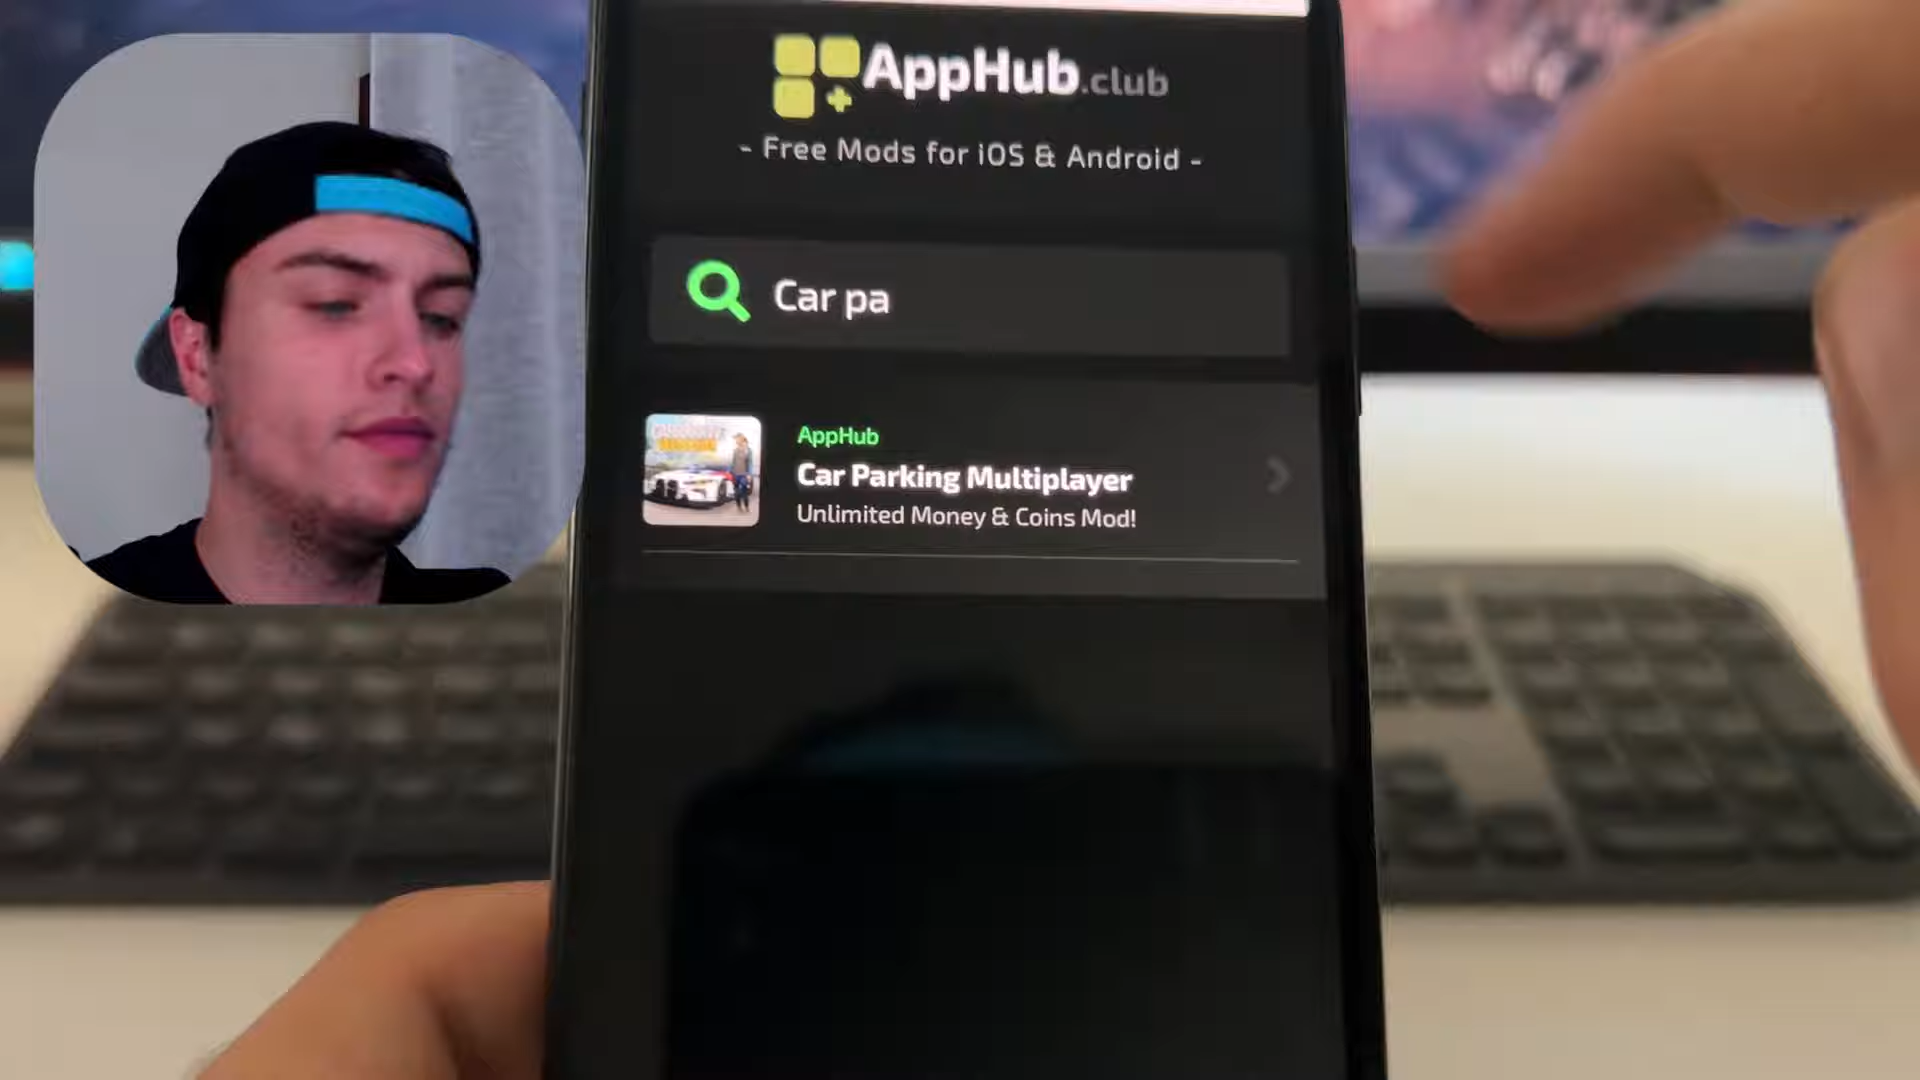 AppHub.club
- Free Mods for iOS & Android -
Car pa
AppHub
Car Parking Multiplayer
Unlimited Money & Coins Mod!